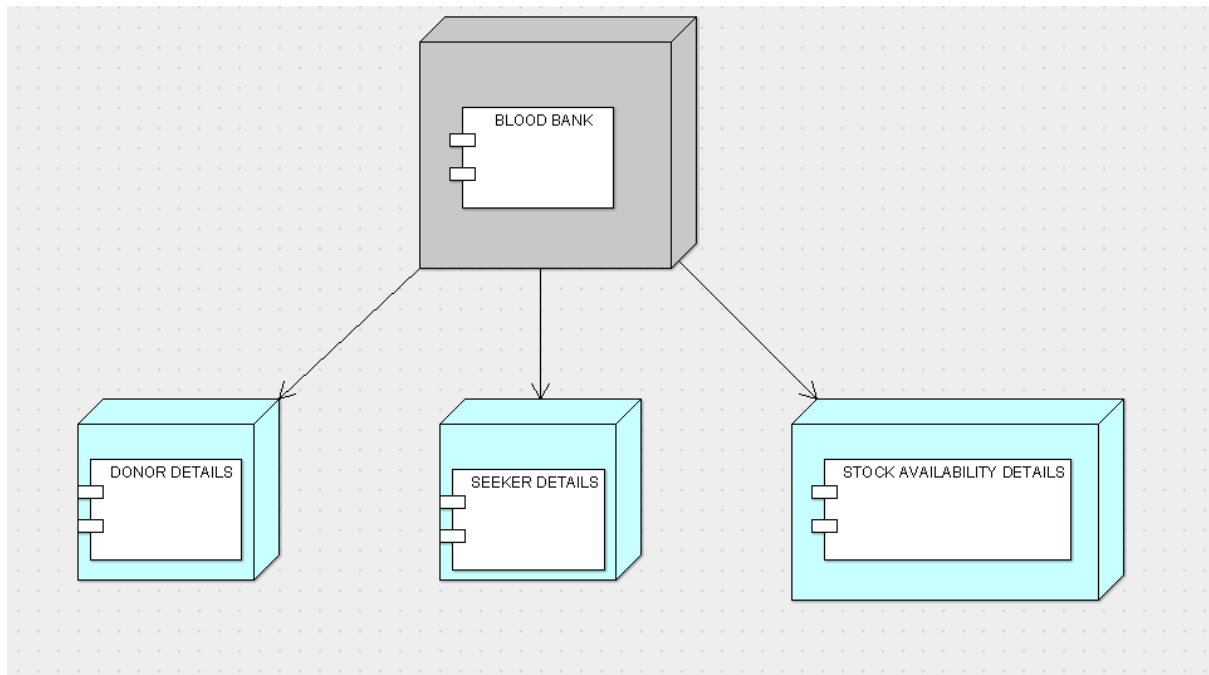 BLOOD BANK
DONOR DETAILS
SEEKER DETAILS
STOCK AVAILABILITY DETAILS